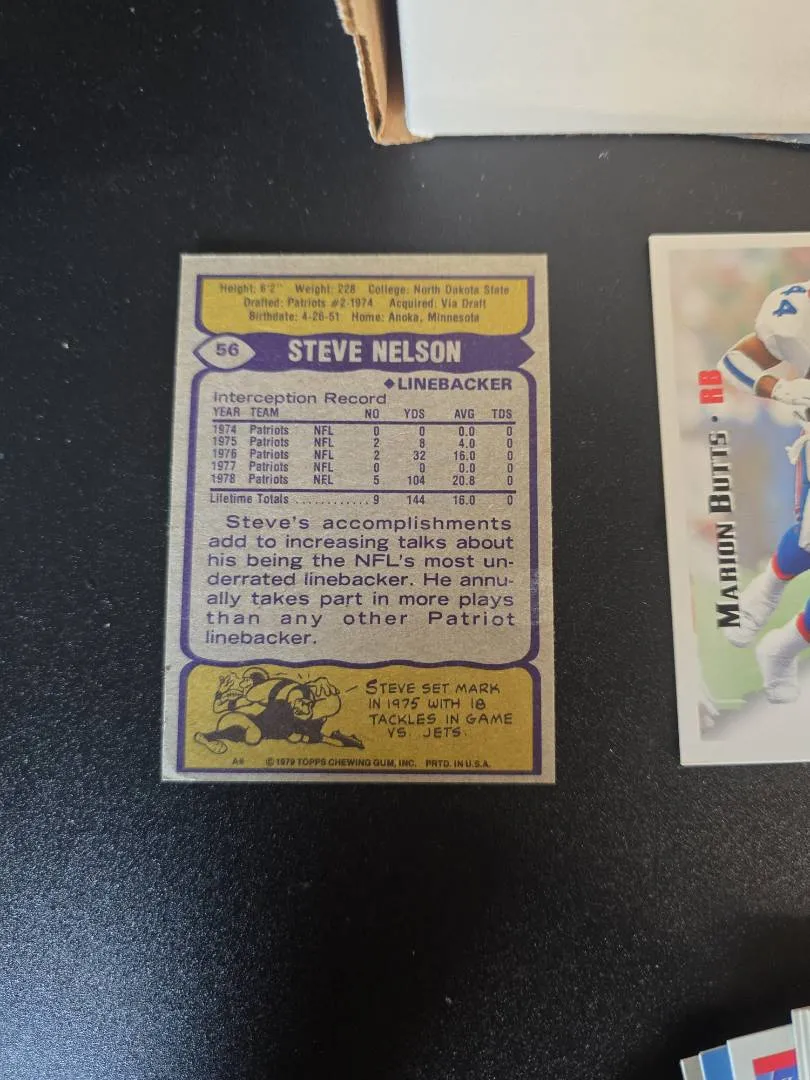 Height: 6'2" Weight: 228 College: North Dakota State
Drafted: Patriots #2-1974 Acquired: Via Draft
Birthdate: 4-26-51 Home: Anoka, Minnesota
56 STEVE NELSON
◆LINEBACKER
Interception Record
YEAR TEAM NO YDS AVG TDS
1974 Patriots NFL 0 0 0.0 0
1975 Patriots NFL 2 8 4.0 0
1976 Patriots NFL 2 32 16.0 0
1977 Patriots NFL 0 0 0.0 0
1978 Patriots NFL 5 104 20.8 0
Lifetime Totals ............ 9 144 16.0 0
Steve's accomplishments
add to increasing talks about
his being the NFL's most un-
derrated linebacker. He annu-
ally takes part in more plays
than any other Patriot
linebacker.
STEVE SET MARK
IN 1975 WITH 18
TACKLES IN GAME
VS. JETS.
© 1979 TOPPS CHEWING GUM, INC. PRTD. IN U.S.A.
MARION BUTTS • RB
44